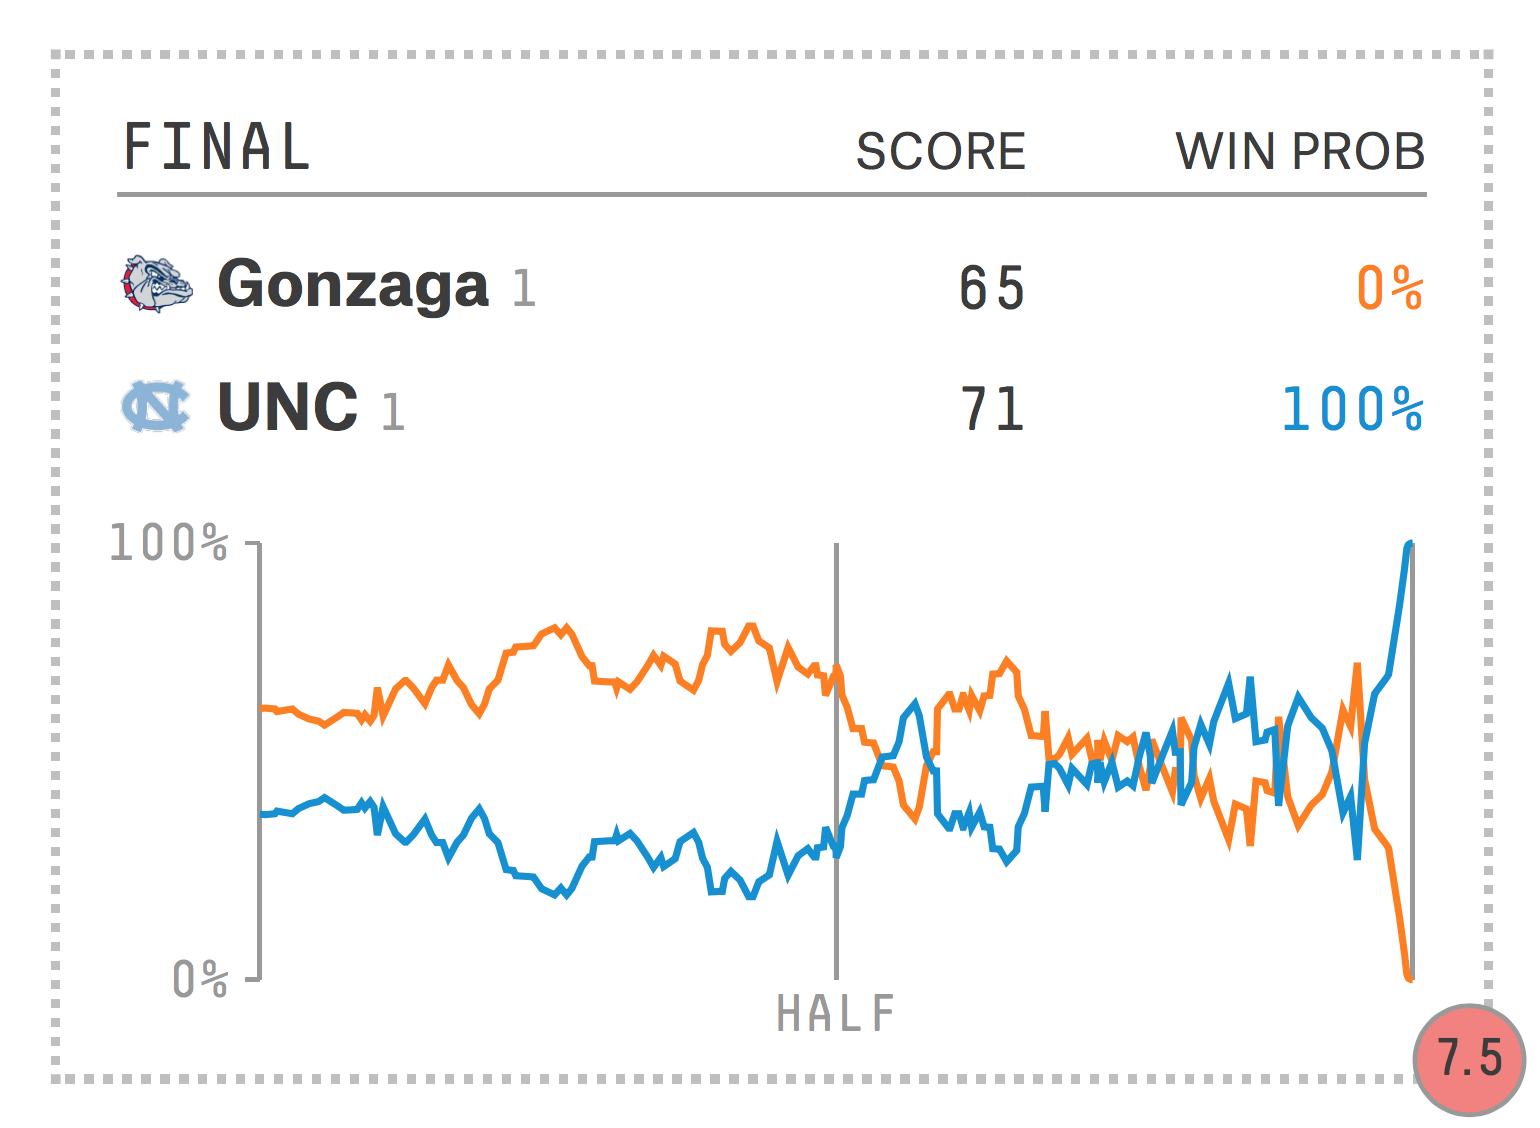 FINAL SCORE WIN PROB
Gonzaga 1 65 0%
UNC 1 71 100%
100%
0%
HALF
7.5